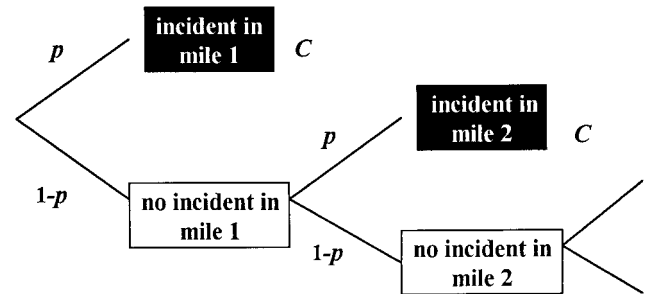 p
incident in
mile 1
C
1-p
no incident in
mile 1
p
incident in
mile 2
C
1-p
no incident in
mile 2